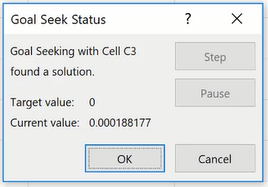 Goal Seek Status ? ×
Goal Seeking with Cell C3 Step
found a solution.
Pause
Target value: 0
Current value: 0.000188177
OK Cancel